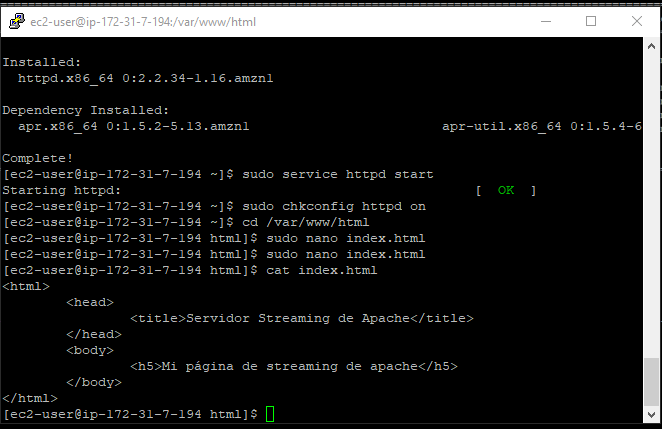 ec2-user@ip-172-31-7-194:/var/www/html
Installed:
  httpd.x86_64 0:2.2.34-1.16.amzn1
Dependency Installed:
  apr.x86_64 0:1.5.2-5.13.amzn1                        apr-util.x86_64 0:1.5.4-6
Complete!
[ec2-user@ip-172-31-7-194 ~]$ sudo service httpd start
Starting httpd:                                            [  OK  ]
[ec2-user@ip-172-31-7-194 ~]$ sudo chkconfig httpd on
[ec2-user@ip-172-31-7-194 ~]$ cd /var/www/html
[ec2-user@ip-172-31-7-194 html]$ sudo nano index.html
[ec2-user@ip-172-31-7-194 html]$ sudo nano index.html
[ec2-user@ip-172-31-7-194 html]$ cat index.html
<html>
        <head>
                <title>Servidor Streaming de Apache</title>
        </head>
        <body>
                <h5>Mi página de streaming de apache</h5>
        </body>
</html>
[ec2-user@ip-172-31-7-194 html]$